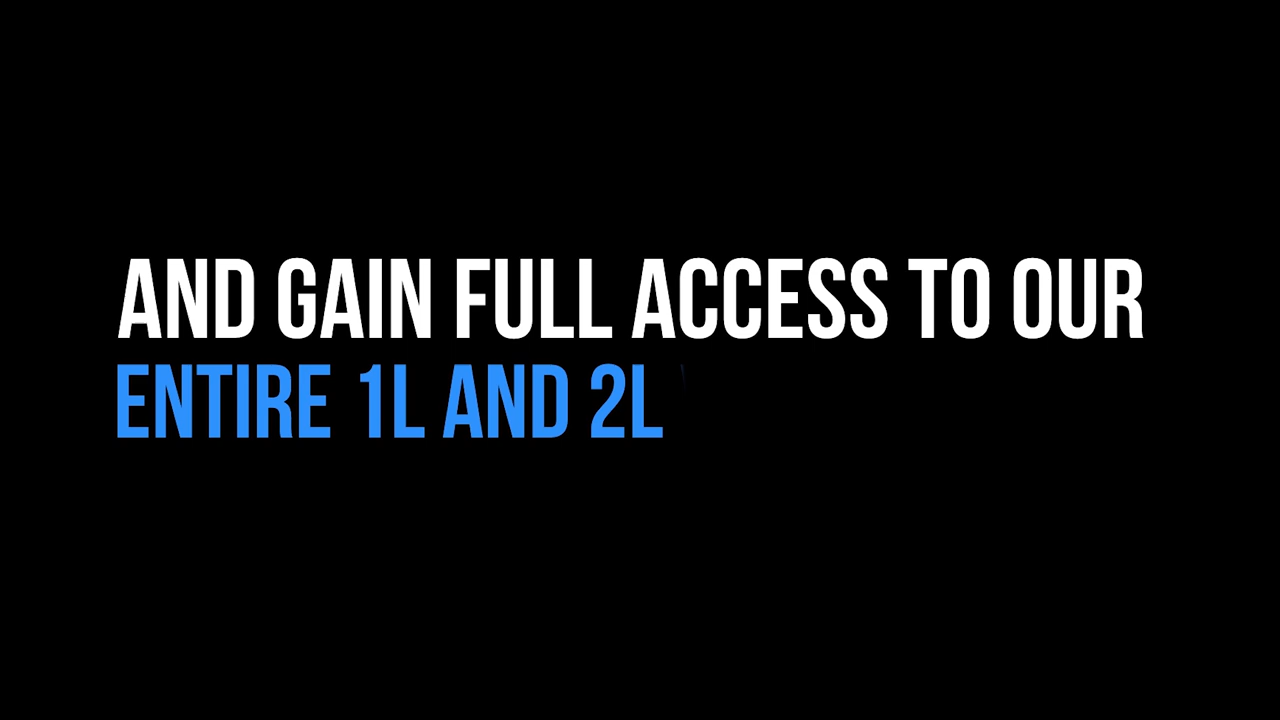 AND GAIN FULL ACCESS TO OUR
ENTIRE 1L AND 2L